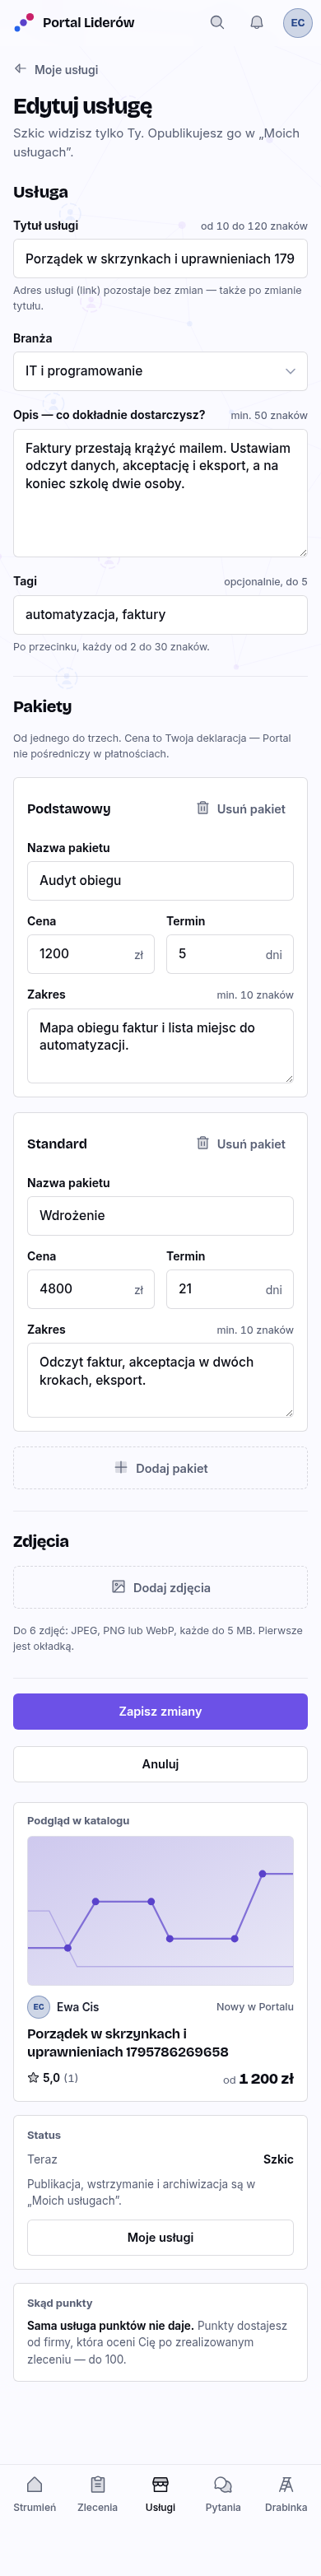 Portal Liderów
EC
Moje usługi
Edytuj usługę
Szkic widzisz tylko Ty. Opublikujesz go w „Moich
usługach”.
Usługa
Tytuł usługi
od 10 do 120 znaków
Porządek w skrzynkach i uprawnieniach 179
Adres usługi (link) pozostaje bez zmian — także po zmianie
tytułu.
Branża
IT i programowanie
Opis — co dokładnie dostarczysz?
min. 50 znaków
Faktury przestają krążyć mailem. Ustawiam
odczyt danych, akceptację i eksport, a na
koniec szkolę dwie osoby.
Tagi
opcjonalnie, do 5
automatyzacja, faktury
Po przecinku, każdy od 2 do 30 znaków.
Pakiety
Od jednego do trzech. Cena to Twoja deklaracja — Portal
nie pośredniczy w płatnościach.
Podstawowy
Usuń pakiet
Nazwa pakietu
Audyt obiegu
Cena
Termin
1200 zł
5 dni
Zakres
min. 10 znaków
Mapa obiegu faktur i lista miejsc do
automatyzacji.
Standard
Usuń pakiet
Nazwa pakietu
Wdrożenie
Cena
Termin
4800 zł
21 dni
Zakres
min. 10 znaków
Odczyt faktur, akceptacja w dwóch
krokach, eksport.
Dodaj pakiet
Zdjęcia
Dodaj zdjęcia
Do 6 zdjęć: JPEG, PNG lub WebP, każde do 5 MB. Pierwsze
jest okładką.
Zapisz zmiany
Anuluj
Podgląd w katalogu
EC
Ewa Cis
Nowy w Portalu
Porządek w skrzynkach i
uprawnieniach 1795786269658
5,0 (1)
od 1 200 zł
Status
Teraz
Szkic
Publikacja, wstrzymanie i archiwizacja są w
„Moich usługach”.
Moje usługi
Skąd punkty
Sama usługa punktów nie daje. Punkty dostajesz
od firmy, która oceni Cię po zrealizowanym
zleceniu — do 100.
Strumień
Zlecenia
Usługi
Pytania
Drabinka